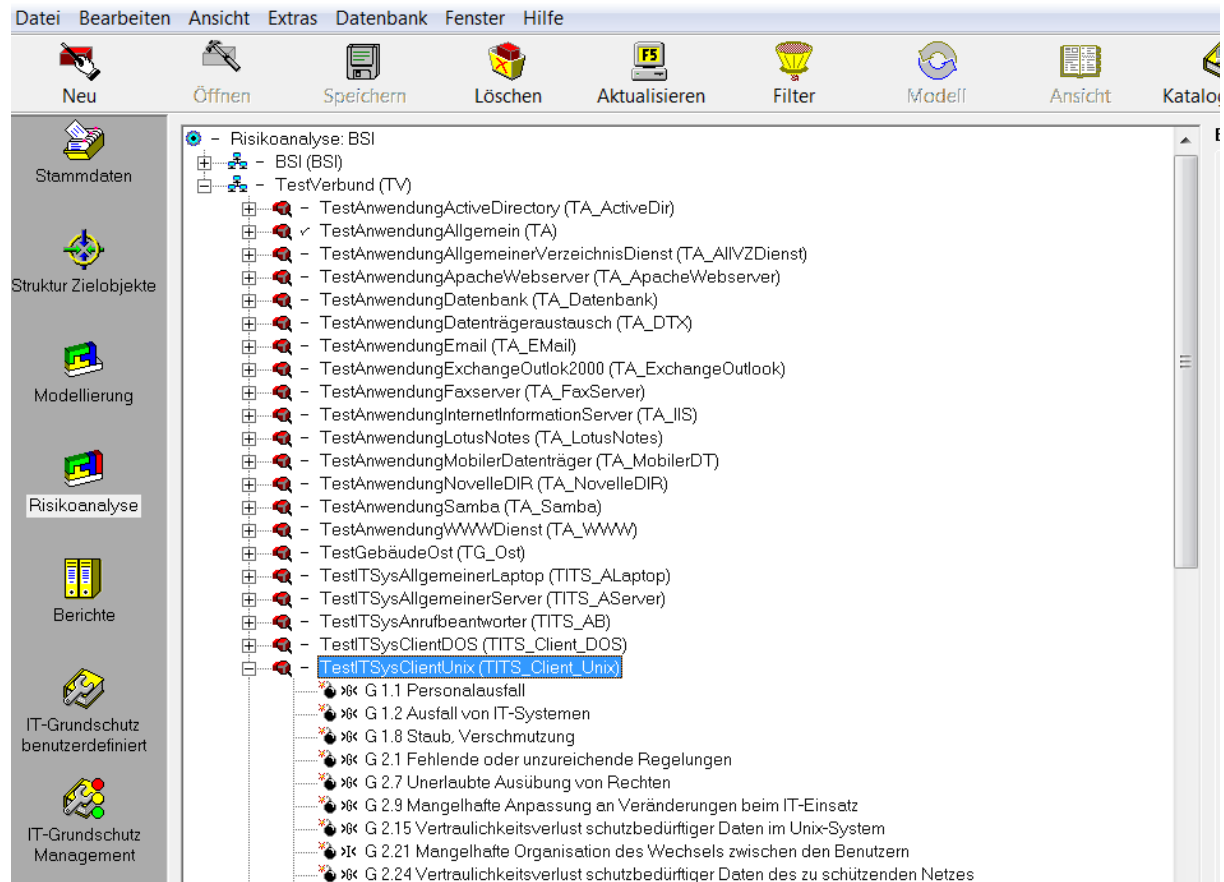 Datei Bearbeiten Ansicht Extras Datenbank Fenster Hilfe
Neu Öffnen Speichern Löschen Aktualisieren Filter Modell Ansicht
Stammdaten
Struktur Zielobjekte
Modellierung
Risikoanalyse
Berichte
IT-Grundschutz
benutzerdefiniert
IT-Grundschutz
Management
Risikoanalyse: BSI
BSI (BSI)
TestVerbund (TV)
TestAnwendungActiveDirectory (TA_ActiveDir)
TestAnwendungAllgemein (TA)
TestAnwendungAllgemeinerVerzeichnisDienst (TA_AllVZDienst)
TestAnwendungApacheWebserver (TA_ApacheWebserver)
TestAnwendungDatenbank (TA_Datenbank)
TestAnwendungDatenträgeraustausch (TA_DTX)
TestAnwendungEmail (TA_EMail)
TestAnwendungExchangeOutlok2000 (TA_ExchangeOutlook)
TestAnwendungFaxserver (TA_FaxServer)
TestAnwendungInternetInformationServer (TA_IIS)
TestAnwendungLotusNotes (TA_LotusNotes)
TestAnwendungMobilerDatenträger (TA_MobilerDT)
TestAnwendungNovelleDIR (TA_NovelleDIR)
TestAnwendungSamba (TA_Samba)
TestAnwendungWWWDienst (TA_WWW)
TestGebäudeOst (TG_Ost)
TestITSysAllgemeinerLaptop (TITS_ALaptop)
TestITSysAllgemeinerServer (TITS_AServer)
TestITSysAnrufbeantworter (TITS_AB)
TestITSysClientDOS (TITS_Client_DOS)
TestITSysClientUnix (TITS_Client_Unix)
G 1.1 Personalausfall
G 1.2 Ausfall von IT-Systemen
G 1.8 Staub, Verschmutzung
G 2.1 Fehlende oder unzureichende Regelungen
G 2.7 Unerlaubte Ausübung von Rechten
G 2.9 Mangelhafte Anpassung an Veränderungen beim IT-Einsatz
G 2.15 Vertraulichkeitsverlust schutzbedürftiger Daten im Unix-System
G 2.21 Mangelhafte Organisation des Wechsels zwischen den Benutzern
G 2.24 Vertraulichkeitsverlust schutzbedürftiger Daten des zu schützenden Netzes